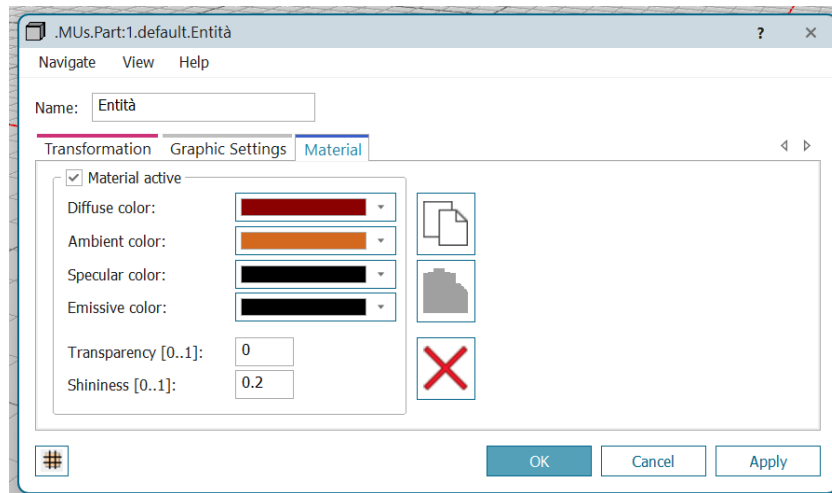 .MUs.Part:1.default.Entità ? ×
Navigate View Help
Name: Entità
Transformation Graphic Settings Material
Material active
Diffuse color:
Ambient color:
Specular color:
Emissive color:
Transparency [0..1]: 0
Shininess [0..1]: 0.2
OK Cancel Apply